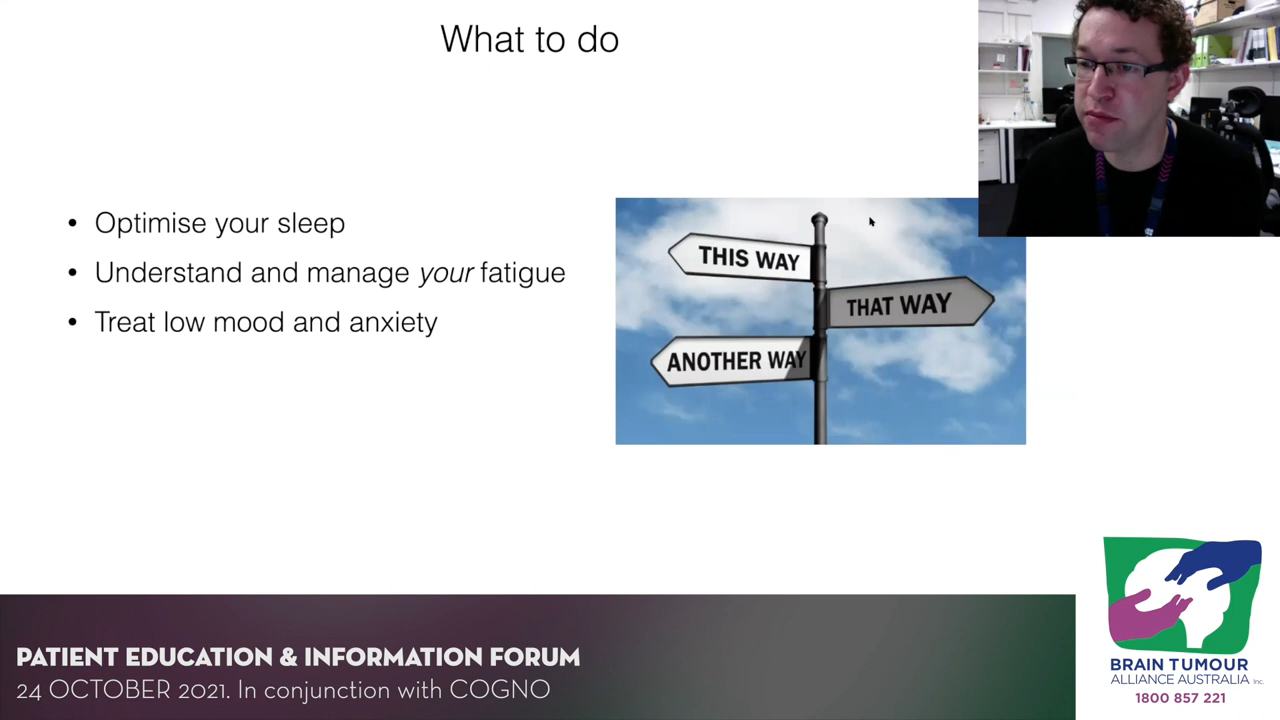 What to do
• Optimise your sleep
• Understand and manage your fatigue
• Treat low mood and anxiety
THIS WAY
THAT WAY
ANOTHER WAY
PATIENT EDUCATION & INFORMATION FORUM
24 OCTOBER 2021. In conjunction with COGNO
BRAIN TUMOUR
ALLIANCE AUSTRALIA Inc.
1800 857 221